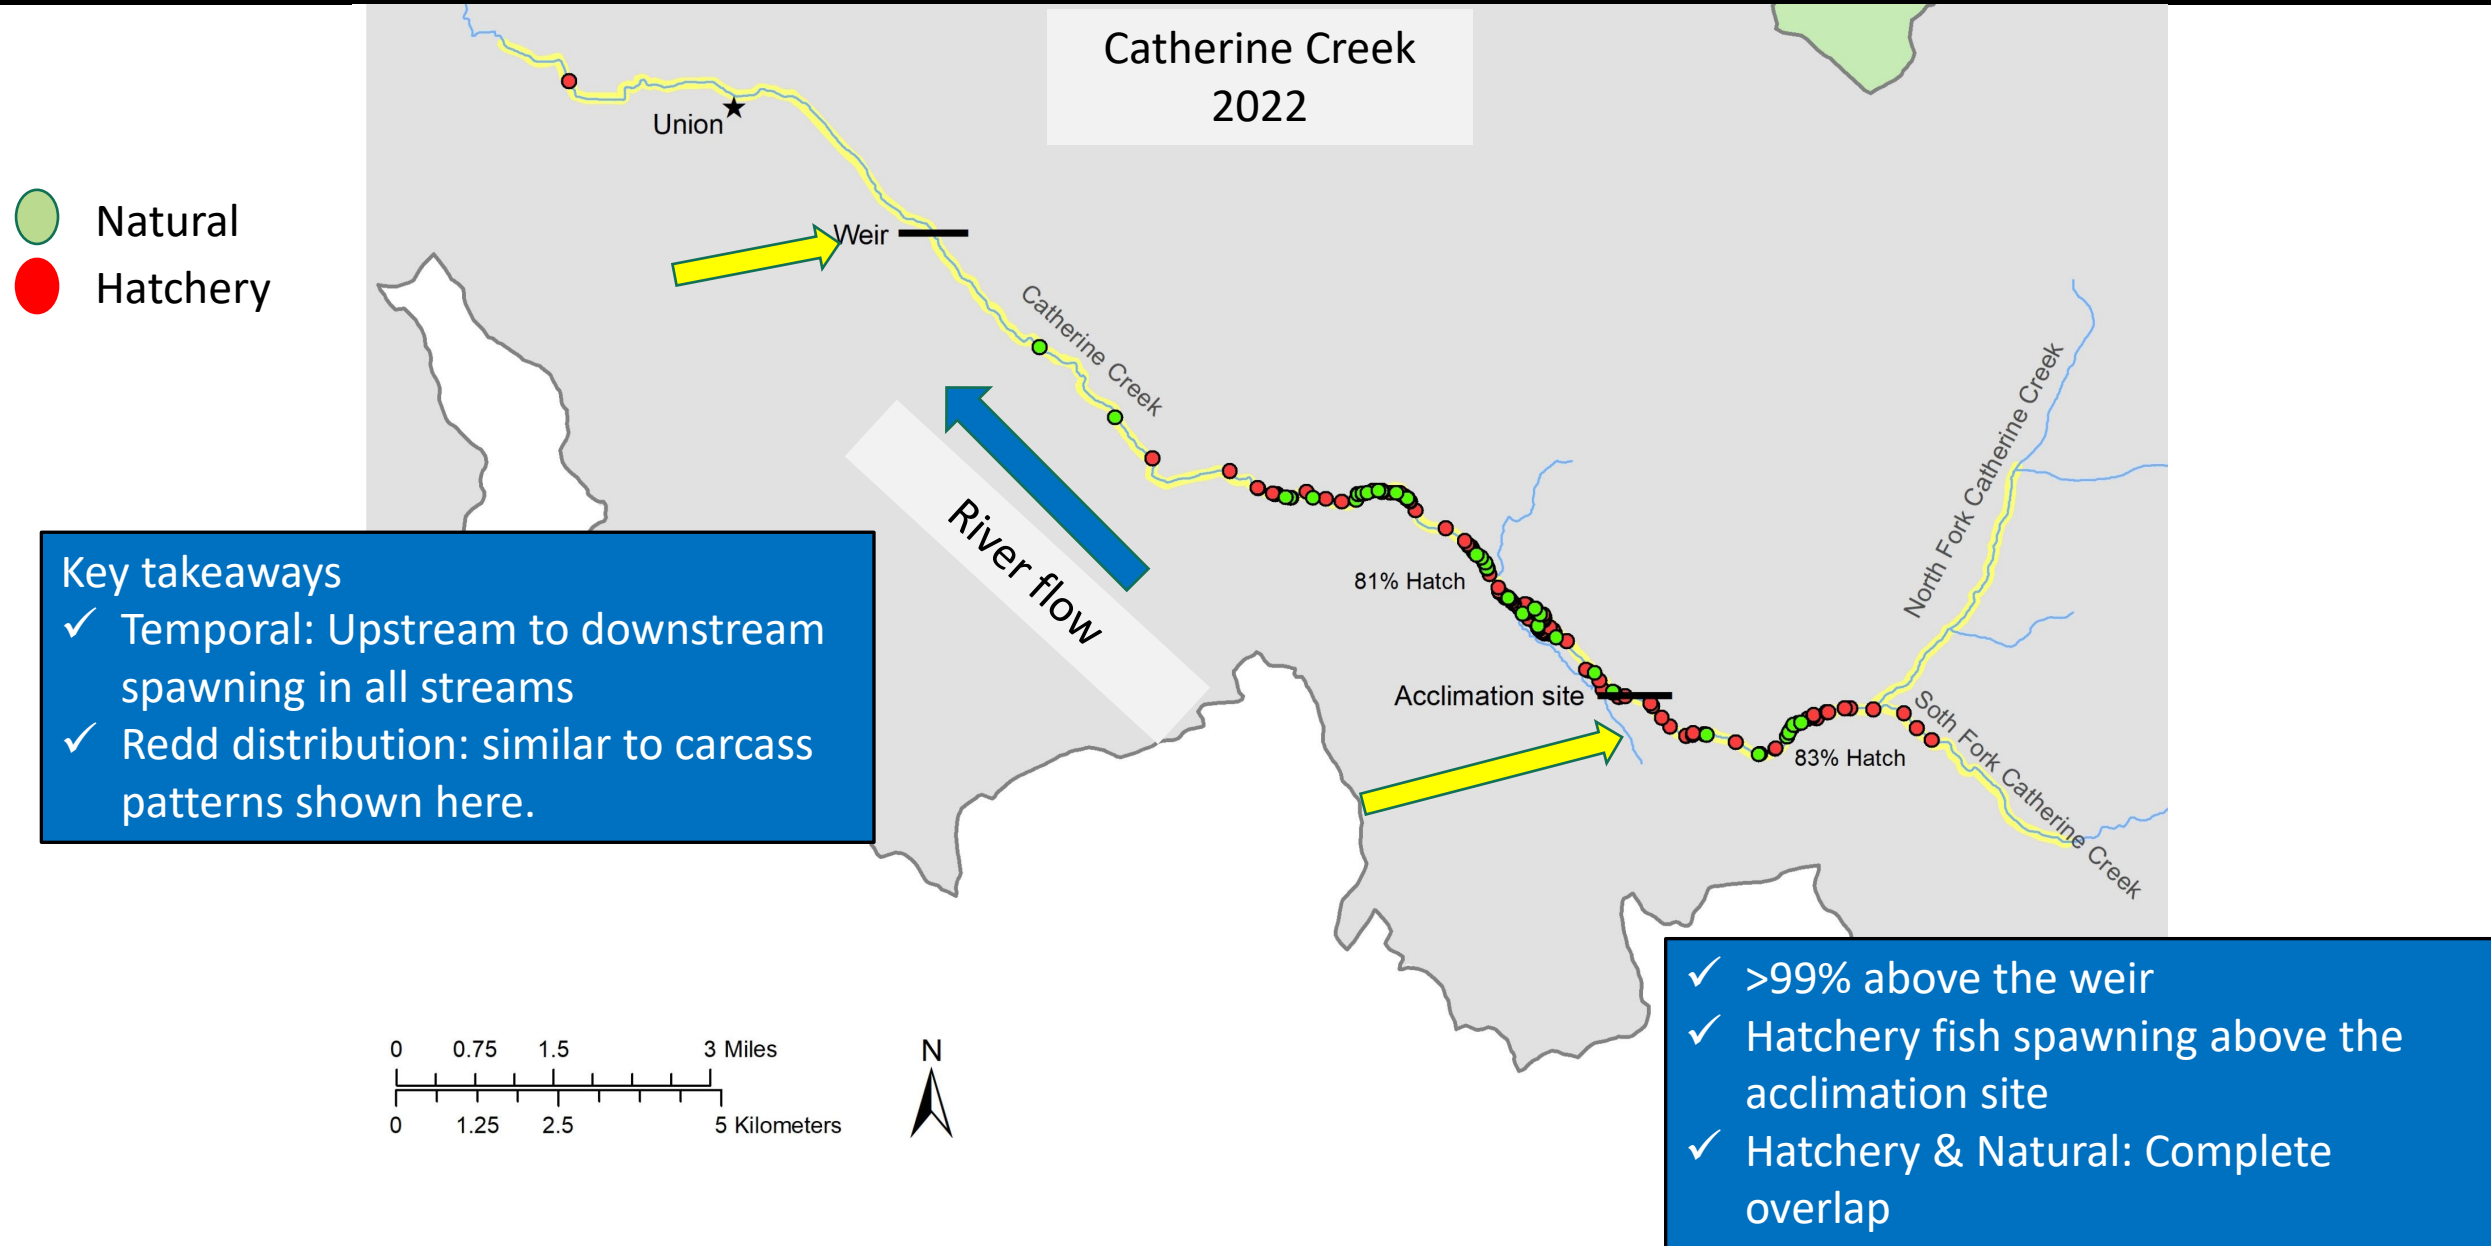 Catherine Creek
2022
Union
Natural
Hatchery
Weir
Catherine Creek
River flow
North Fork Catherine Creek
81% Hatch
Acclimation site
Soth Fork Catherine Creek
83% Hatch
Key takeaways
✓ Temporal: Upstream to downstream
spawning in all streams
✓ Redd distribution: similar to carcass
patterns shown here.
✓ >99% above the weir
✓ Hatchery fish spawning above the
acclimation site
✓ Hatchery & Natural: Complete
overlap
0 0.75 1.5 3 Miles
0 1.25 2.5 5 Kilometers
N